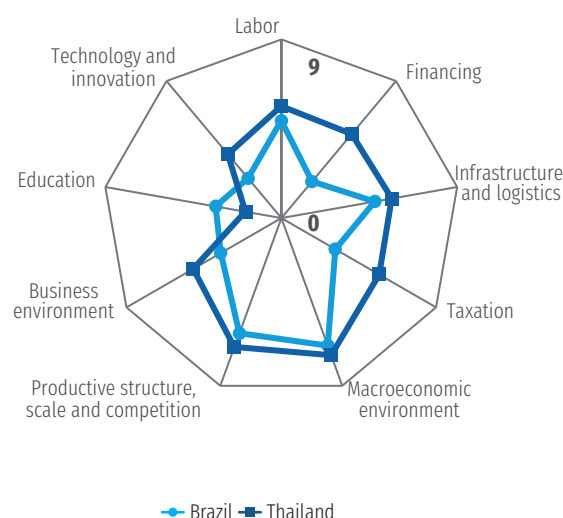 Labor
9
Technology and
innovation
Financing
Education
Infrastructure
and logistics
0
Business
environment
Taxation
Productive structure,
scale and competition
Macroeconomic
environment
Brazil Thailand